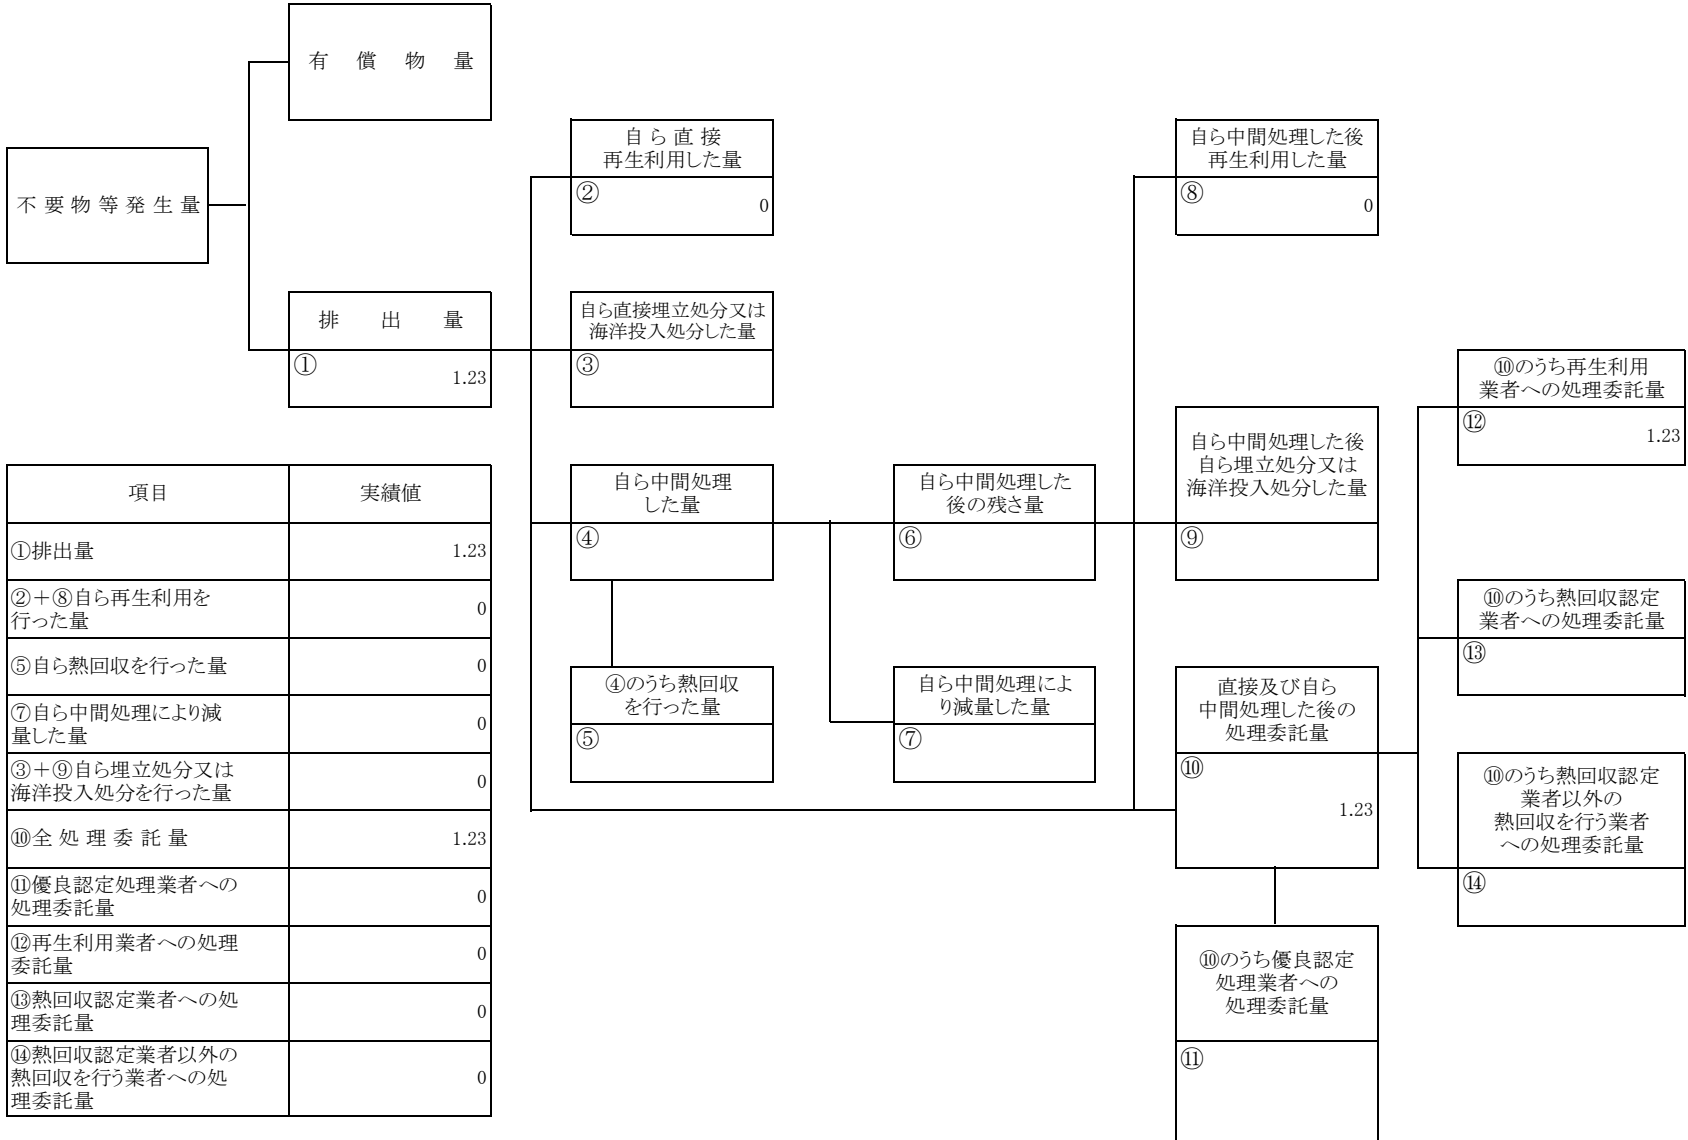 有償物量
不要物等発生量
排出量
①
1.23
自ら直接
再生利用した量
②
0
自ら直接埋立処分又は
海洋投入処分した量
③
自ら中間処理
した量
④
④のうち熱回収
を行った量
⑤
自ら中間処理した
後の残さ量
⑥
自ら中間処理によ
り減量した量
⑦
自ら中間処理した後
再生利用した量
⑧
0
自ら中間処理した後
自ら埋立処分又は
海洋投入処分した量
⑨
直接及び自ら
中間処理した後の
処理委託量
⑩
1.23
⑩のうち優良認定
処理業者への
処理委託量
⑪
⑩のうち再生利用
業者への処理委託量
⑫
1.23
⑩のうち熱回収認定
業者への処理委託量
⑬
⑩のうち熱回収認定
業者以外の
熱回収を行う業者
への処理委託量
⑭
項目 実績値
①排出量 1.23
②＋⑧自ら再生利用を
行った量
0
⑤自ら熱回収を行った量 0
⑦自ら中間処理により減
量した量
0
③＋⑨自ら埋立処分又は
海洋投入処分を行った量
0
⑩全処理委託量 1.23
⑪優良認定処理業者への
処理委託量
0
⑫再生利用業者への処理
委託量
0
⑬熱回収認定業者への処
理委託量
0
⑭熱回収認定業者以外の
熱回収を行う業者への処
理委託量
0